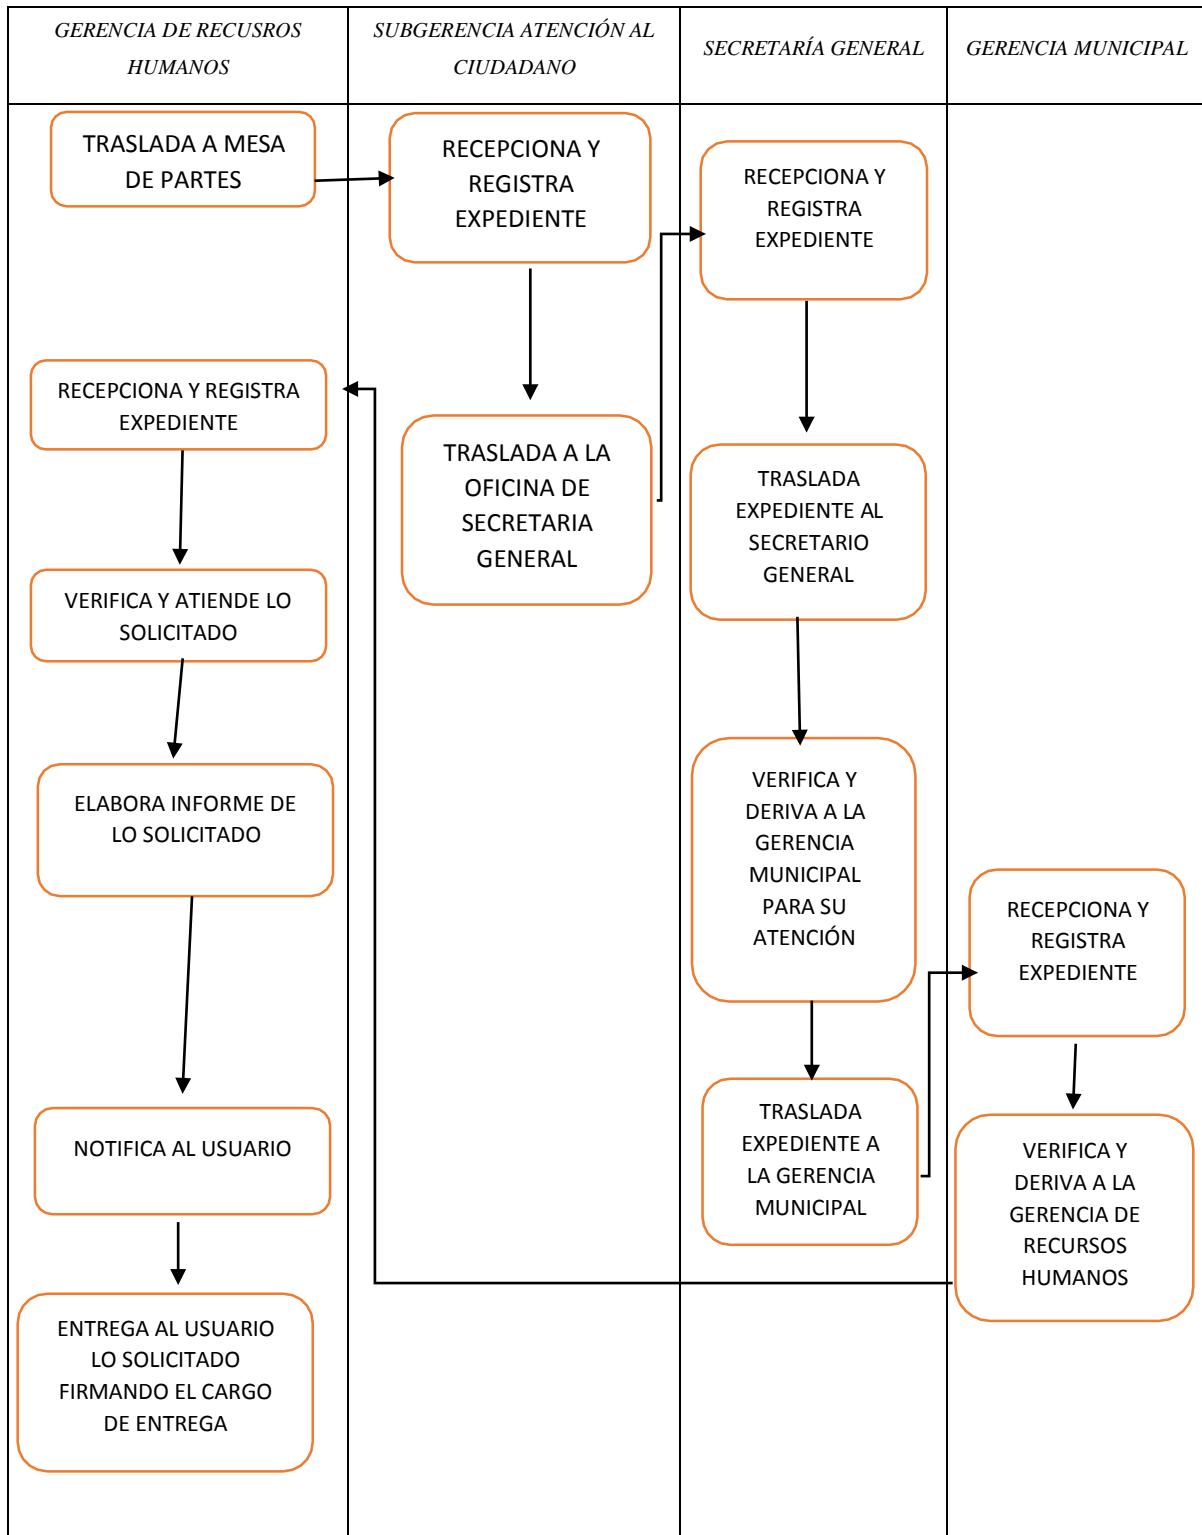 GERENCIA DE RECUSROS
HUMANOS
SUBGERENCIA ATENCIÓN AL
CIUDADANO
SECRETARÍA GENERAL
GERENCIA MUNICIPAL
TRASLADA A MESA
DE PARTES
RECEPCIONA Y
REGISTRA
EXPEDIENTE
TRASLADA A LA
OFICINA DE
SECRETARIA
GENERAL
RECEPCIONA Y
REGISTRA
EXPEDIENTE
TRASLADA
EXPEDIENTE AL
SECRETARIO
GENERAL
VERIFICA Y
DERIVA A LA
GERENCIA
MUNICIPAL
PARA SU
ATENCIÓN
TRASLADA
EXPEDIENTE A
LA GERENCIA
MUNICIPAL
RECEPCIONA Y
REGISTRA
EXPEDIENTE
VERIFICA Y
DERIVA A LA
GERENCIA DE
RECURSOS
HUMANOS
RECEPCIONA Y REGISTRA
EXPEDIENTE
VERIFICA Y ATIENDE LO
SOLICITADO
ELABORA INFORME DE
LO SOLICITADO
NOTIFICA AL USUARIO
ENTREGA AL USUARIO
LO SOLICITADO
FIRMANDO EL CARGO
DE ENTREGA